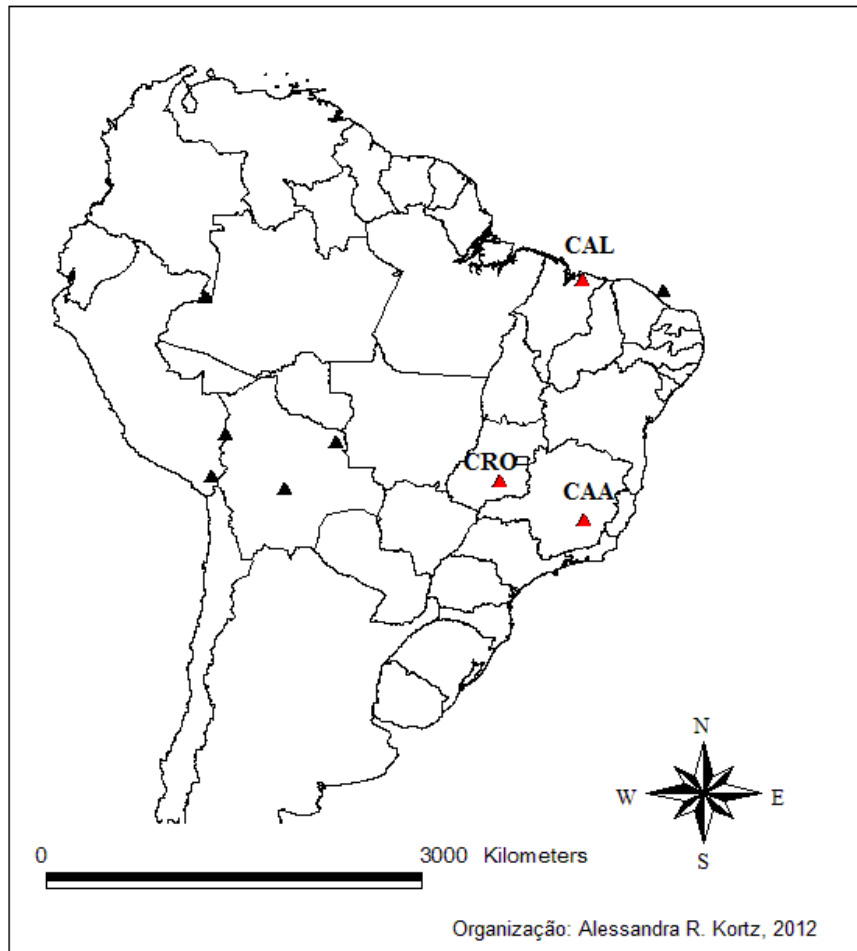 CAL
CRO
CAA
N
W E
S
0 3000 Kilometers
Organização: Alessandra R. Kortz, 2012